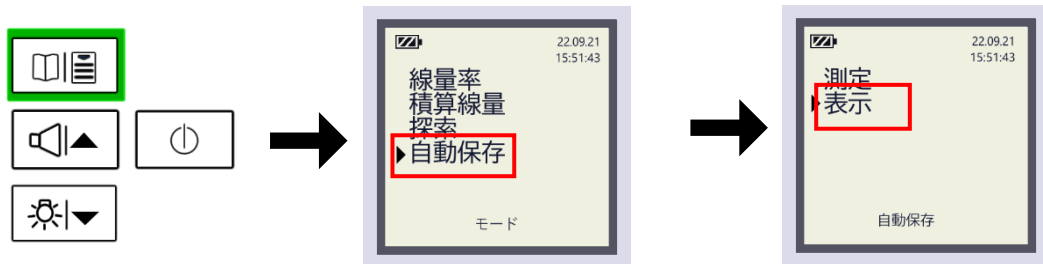 22.09.21
15:51:43
線量率
積算線量
探索
自動保存
モード
22.09.21
15:51:43
測定
表示
自動保存